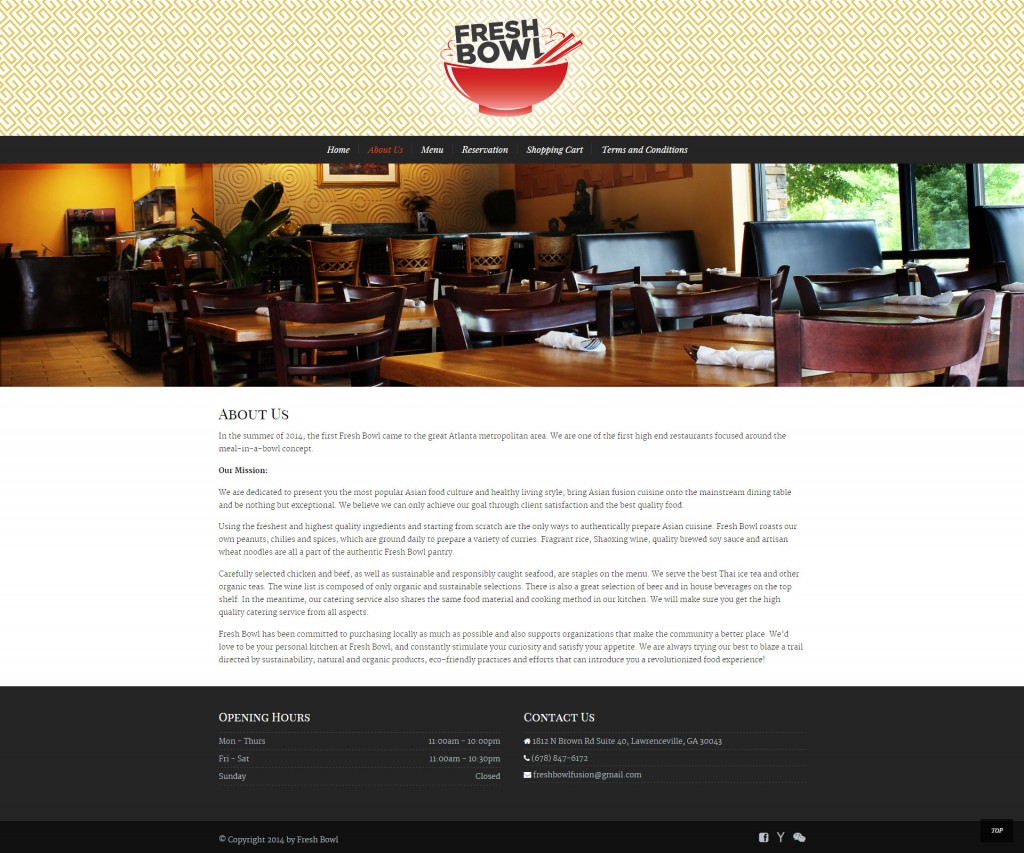 FRESH
BOWL
Home About Us Menu Reservation Shopping Cart Terms and Conditions
About Us
In the summer of 2014, the first Fresh Bowl came to the great Atlanta metropolitan area. We are one of the first high end restaurants focused around the
meal-in-a-bowl concept.
Our Mission:
We are dedicated to present you the most popular Asian food culture and healthy living style, bring Asian fusion cuisine onto the mainstream dining table
and be nothing but exceptional. We believe we can only achieve our goal through client satisfaction and the best quality food.
Using the freshest and highest quality ingredients and starting from scratch are the only ways to authentically prepare Asian cuisine. Fresh Bowl roasts our
own peanuts, chilies and spices, which are ground daily to prepare a variety of curries. Fragrant rice, Shaoxing wine, quality brewed soy sauce and artisan
wheat noodles are all a part of the authentic Fresh Bowl pantry.
Carefully selected chicken and beef, as well as sustainable and responsibly caught seafood, are staples on the menu. We serve the best Thai ice tea and other
organic teas. The wine list is composed of only organic and sustainable selections. There is also a great selection of beer and in house beverages on the top
shelf. In the meantime, our catering service also shares the same food material and cooking method in our kitchen. We will make sure you get the high
quality catering service from all aspects.
Fresh Bowl has been committed to purchasing locally as much as possible and also supports organizations that make the community a better place. We'd
love to be your personal kitchen at Fresh Bowl, and constantly stimulate your curiosity and satisfy your appetite. We are always trying our best to blaze a trail
directed by sustainability, natural and organic products, eco-friendly practices and efforts that can introduce you a revolutionized food experience!
Opening Hours
Mon - Thurs 11:00am - 10:00pm
Fri - Sat 11:00am - 10:30pm
Sunday Closed
Contact Us
1812 N Brown Rd Suite 40, Lawrenceville, GA 30043
(678) 847-6172
freshbowlfusion@gmail.com
© Copyright 2014 by Fresh Bowl
TOP